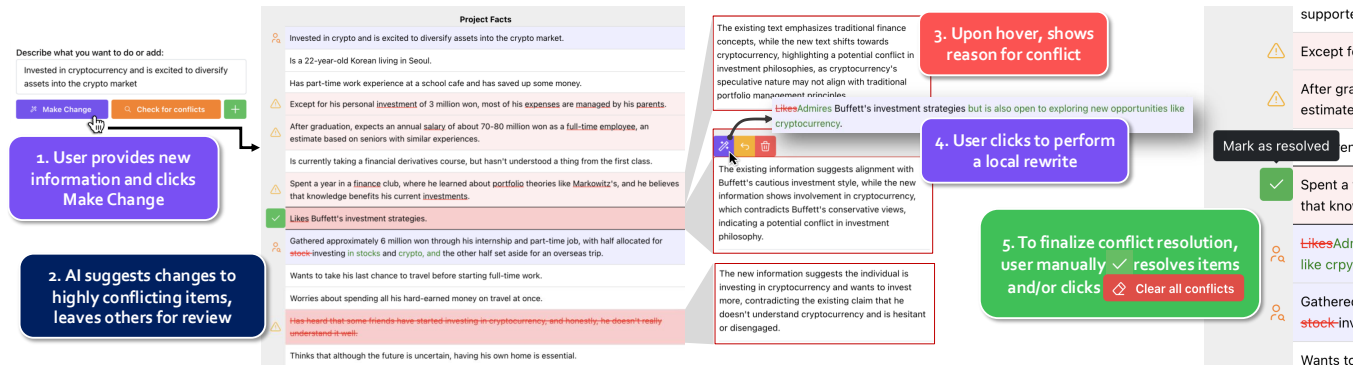 Describe what you want to do or add:
Invested in cryptocurrency and is excited to diversify
assets into the crypto market
Make Change
Check for conflicts
+
1. User provides new
information and clicks
Make Change
2. AI suggests changes to
highly conflicting items,
leaves others for review
Project Facts
Invested in crypto and is excited to diversify assets into the crypto market.
Is a 22-year-old Korean living in Seoul.
Has part-time work experience at a school cafe and has saved up some money.
Except for his personal investment of 3 million won, most of his expenses are managed by his parents.
After graduation, expects an annual salary of about 70-80 million won as a full-time employee, an
estimate based on seniors with similar experiences.
Is currently taking a financial derivatives course, but hasn't understood a thing from the first class.
Spent a year in a finance club, where he learned about portfolio theories like Markowitz's, and he believes
that knowledge benefits his current investments.
Likes Buffett's investment strategies.
Gathered approximately 6 million won through his internship and part-time job, with half allocated for
stock investing in stocks and crypto, and the other half set aside for an overseas trip.
Wants to take his last chance to travel before starting full-time work.
Worries about spending all his hard-earned money on travel at once.
Has heard that some friends have started investing in cryptocurrency, and honestly, he doesn't really
understand it well.
Thinks that although the future is uncertain, having his own home is essential.
The existing text emphasizes traditional finance
concepts, while the new text shifts towards
cryptocurrency, highlighting a potential conflict in
investment philosophies, as cryptocurrency's
speculative nature may not align with traditional
portfolio management principles.
3. Upon hover, shows
reason for conflict
LikesAdmires Buffett's investment strategies but is also open to exploring new opportunities like
cryptocurrency.
4. User clicks to perform
a local rewrite
The existing information suggests alignment with
Buffett's cautious investment style, while the new
information shows involvement in cryptocurrency,
which contradicts Buffett's conservative views,
indicating a potential conflict in investment
philosophy.
The new information suggests the individual is
investing in cryptocurrency and wants to invest
more, contradicting the existing claim that he
doesn't understand cryptocurrency and is hesitant
or disengaged.
5. To finalize conflict resolution,
user manually ✓ resolves items
and/or clicks Clear all conflicts
supporte
Except f
After gra
estimate
Mark as resolved
en
Spent a
that know
LikesAdr
like crpy
Gathered
stock inv
Wants to